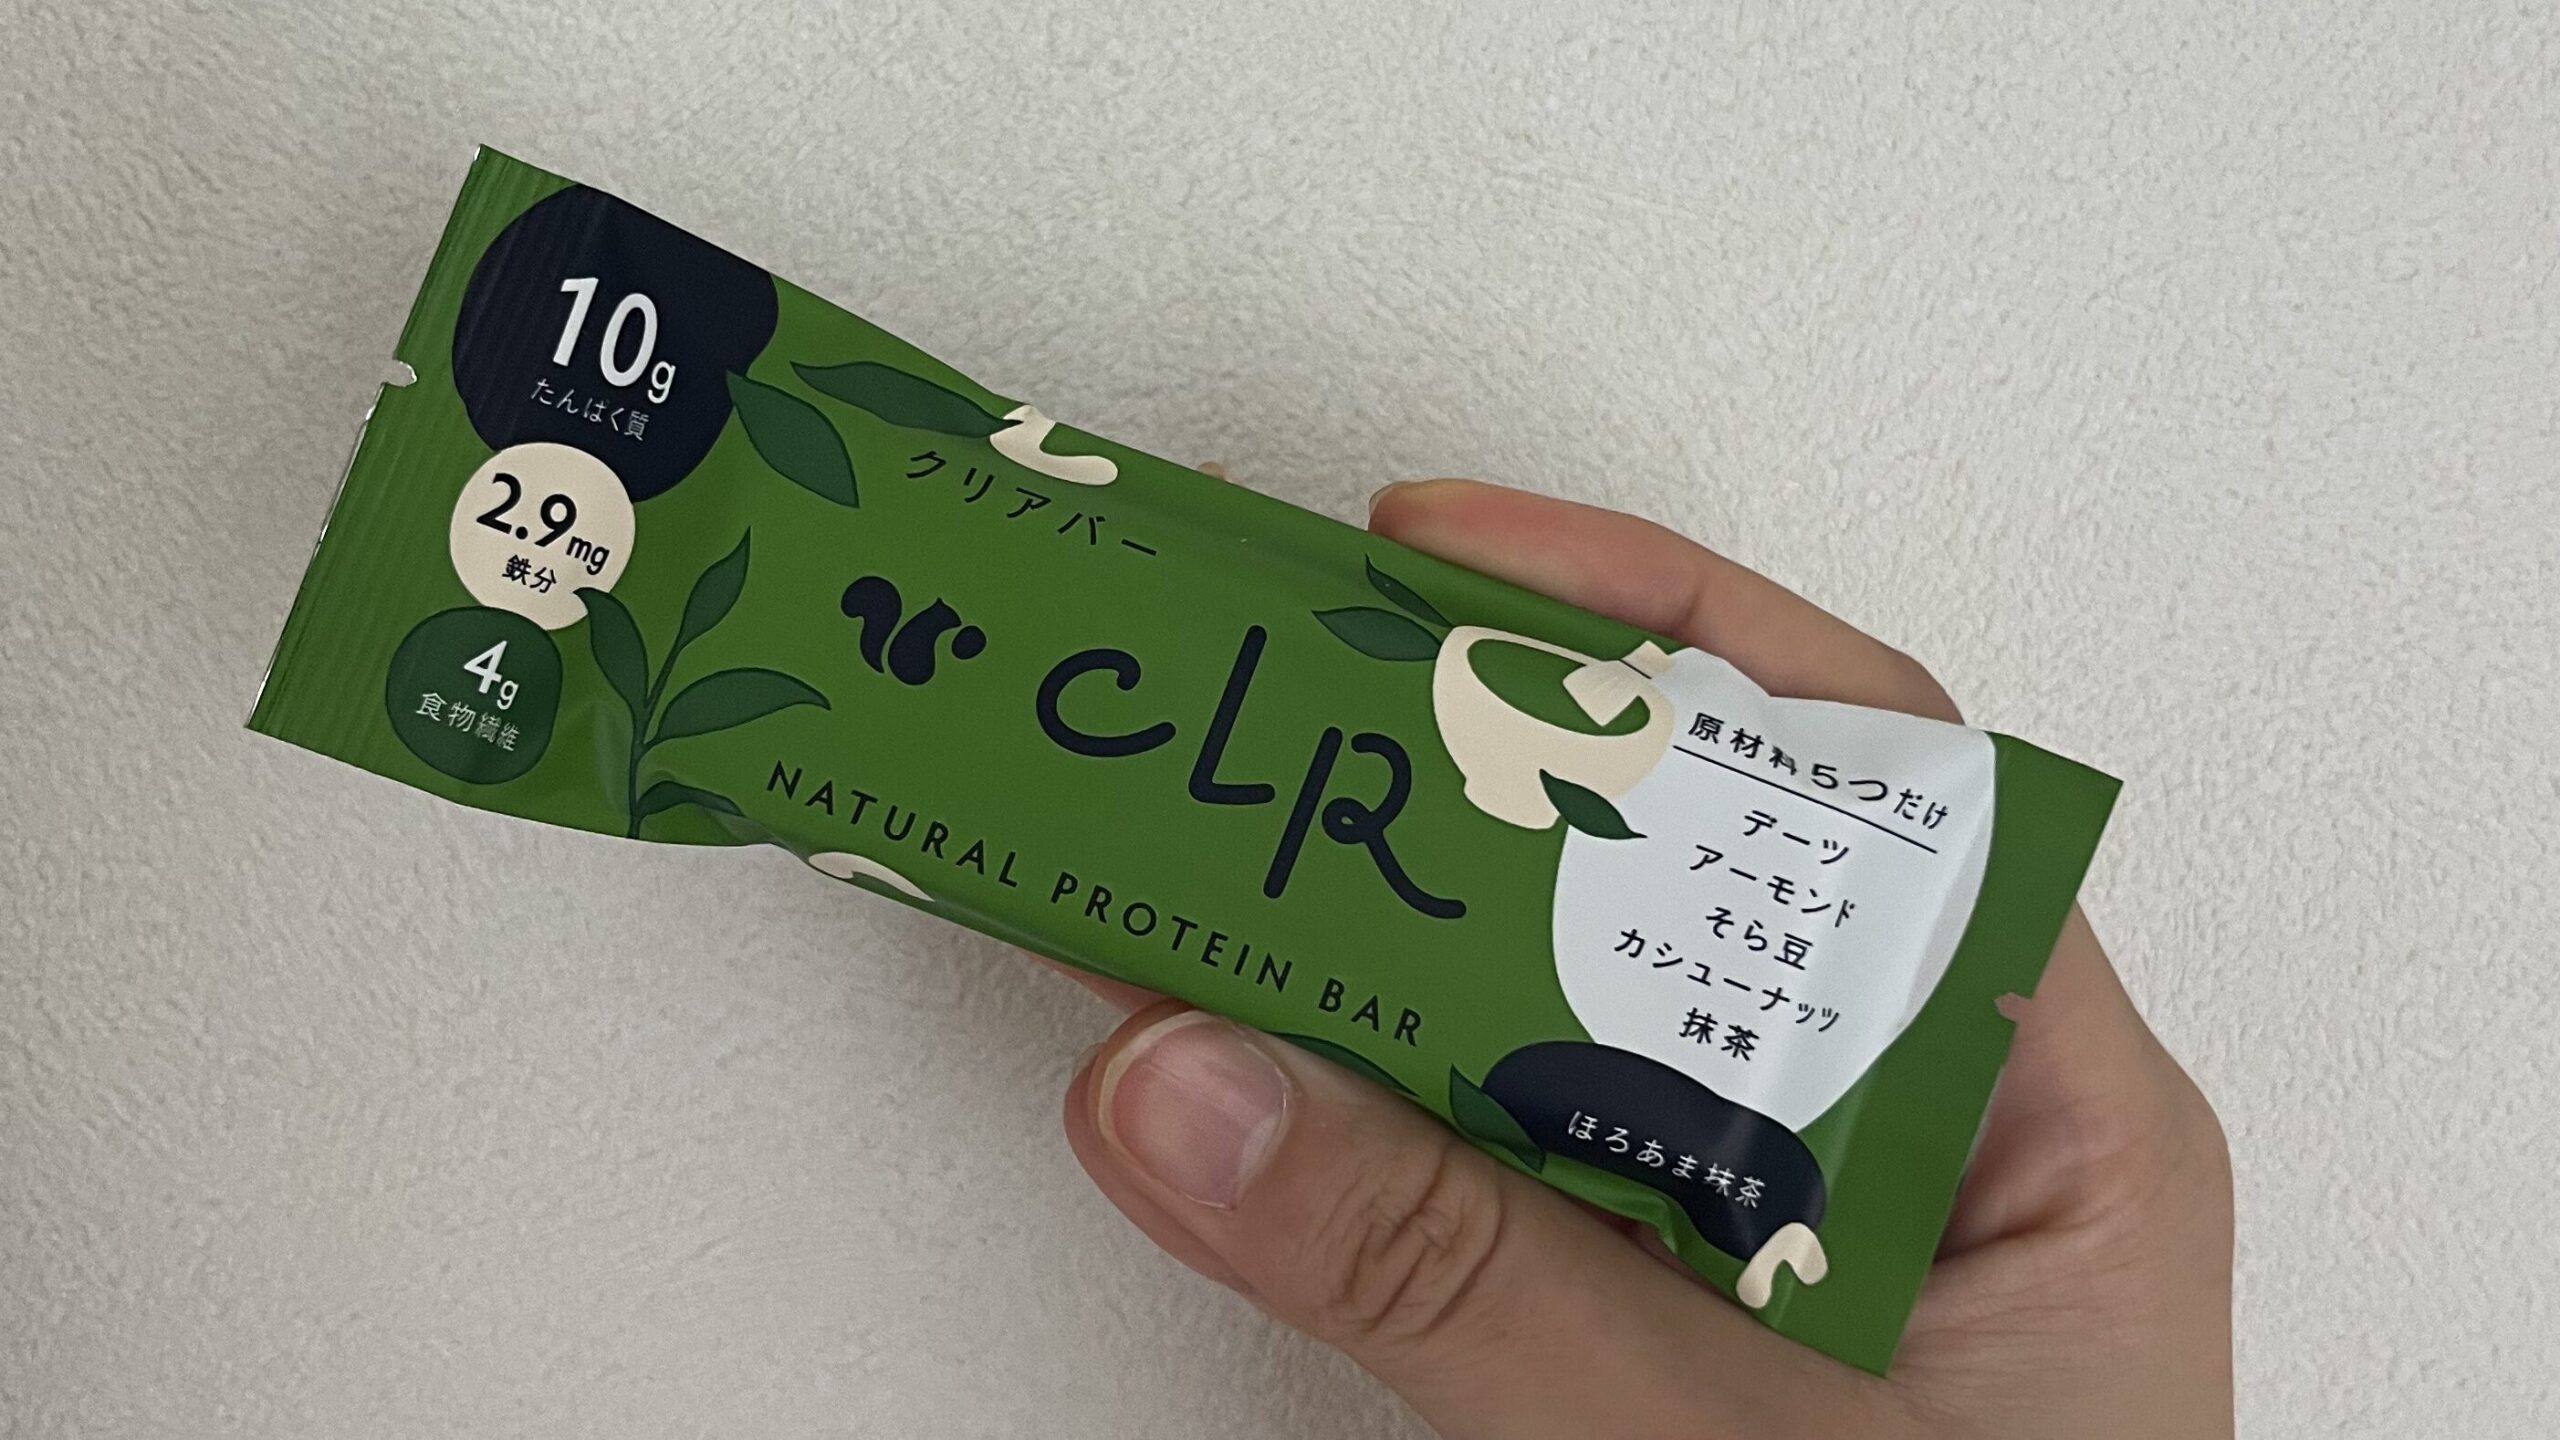 10g
たんぱく質
2.9mg
鉄分
4g
食物繊維
クリアバー
CLR
NATURAL PROTEIN BAR
原材料5つだけ
デーツ
アーモンド
そら豆
カシューナッツ
抹茶
ほろあま抹茶